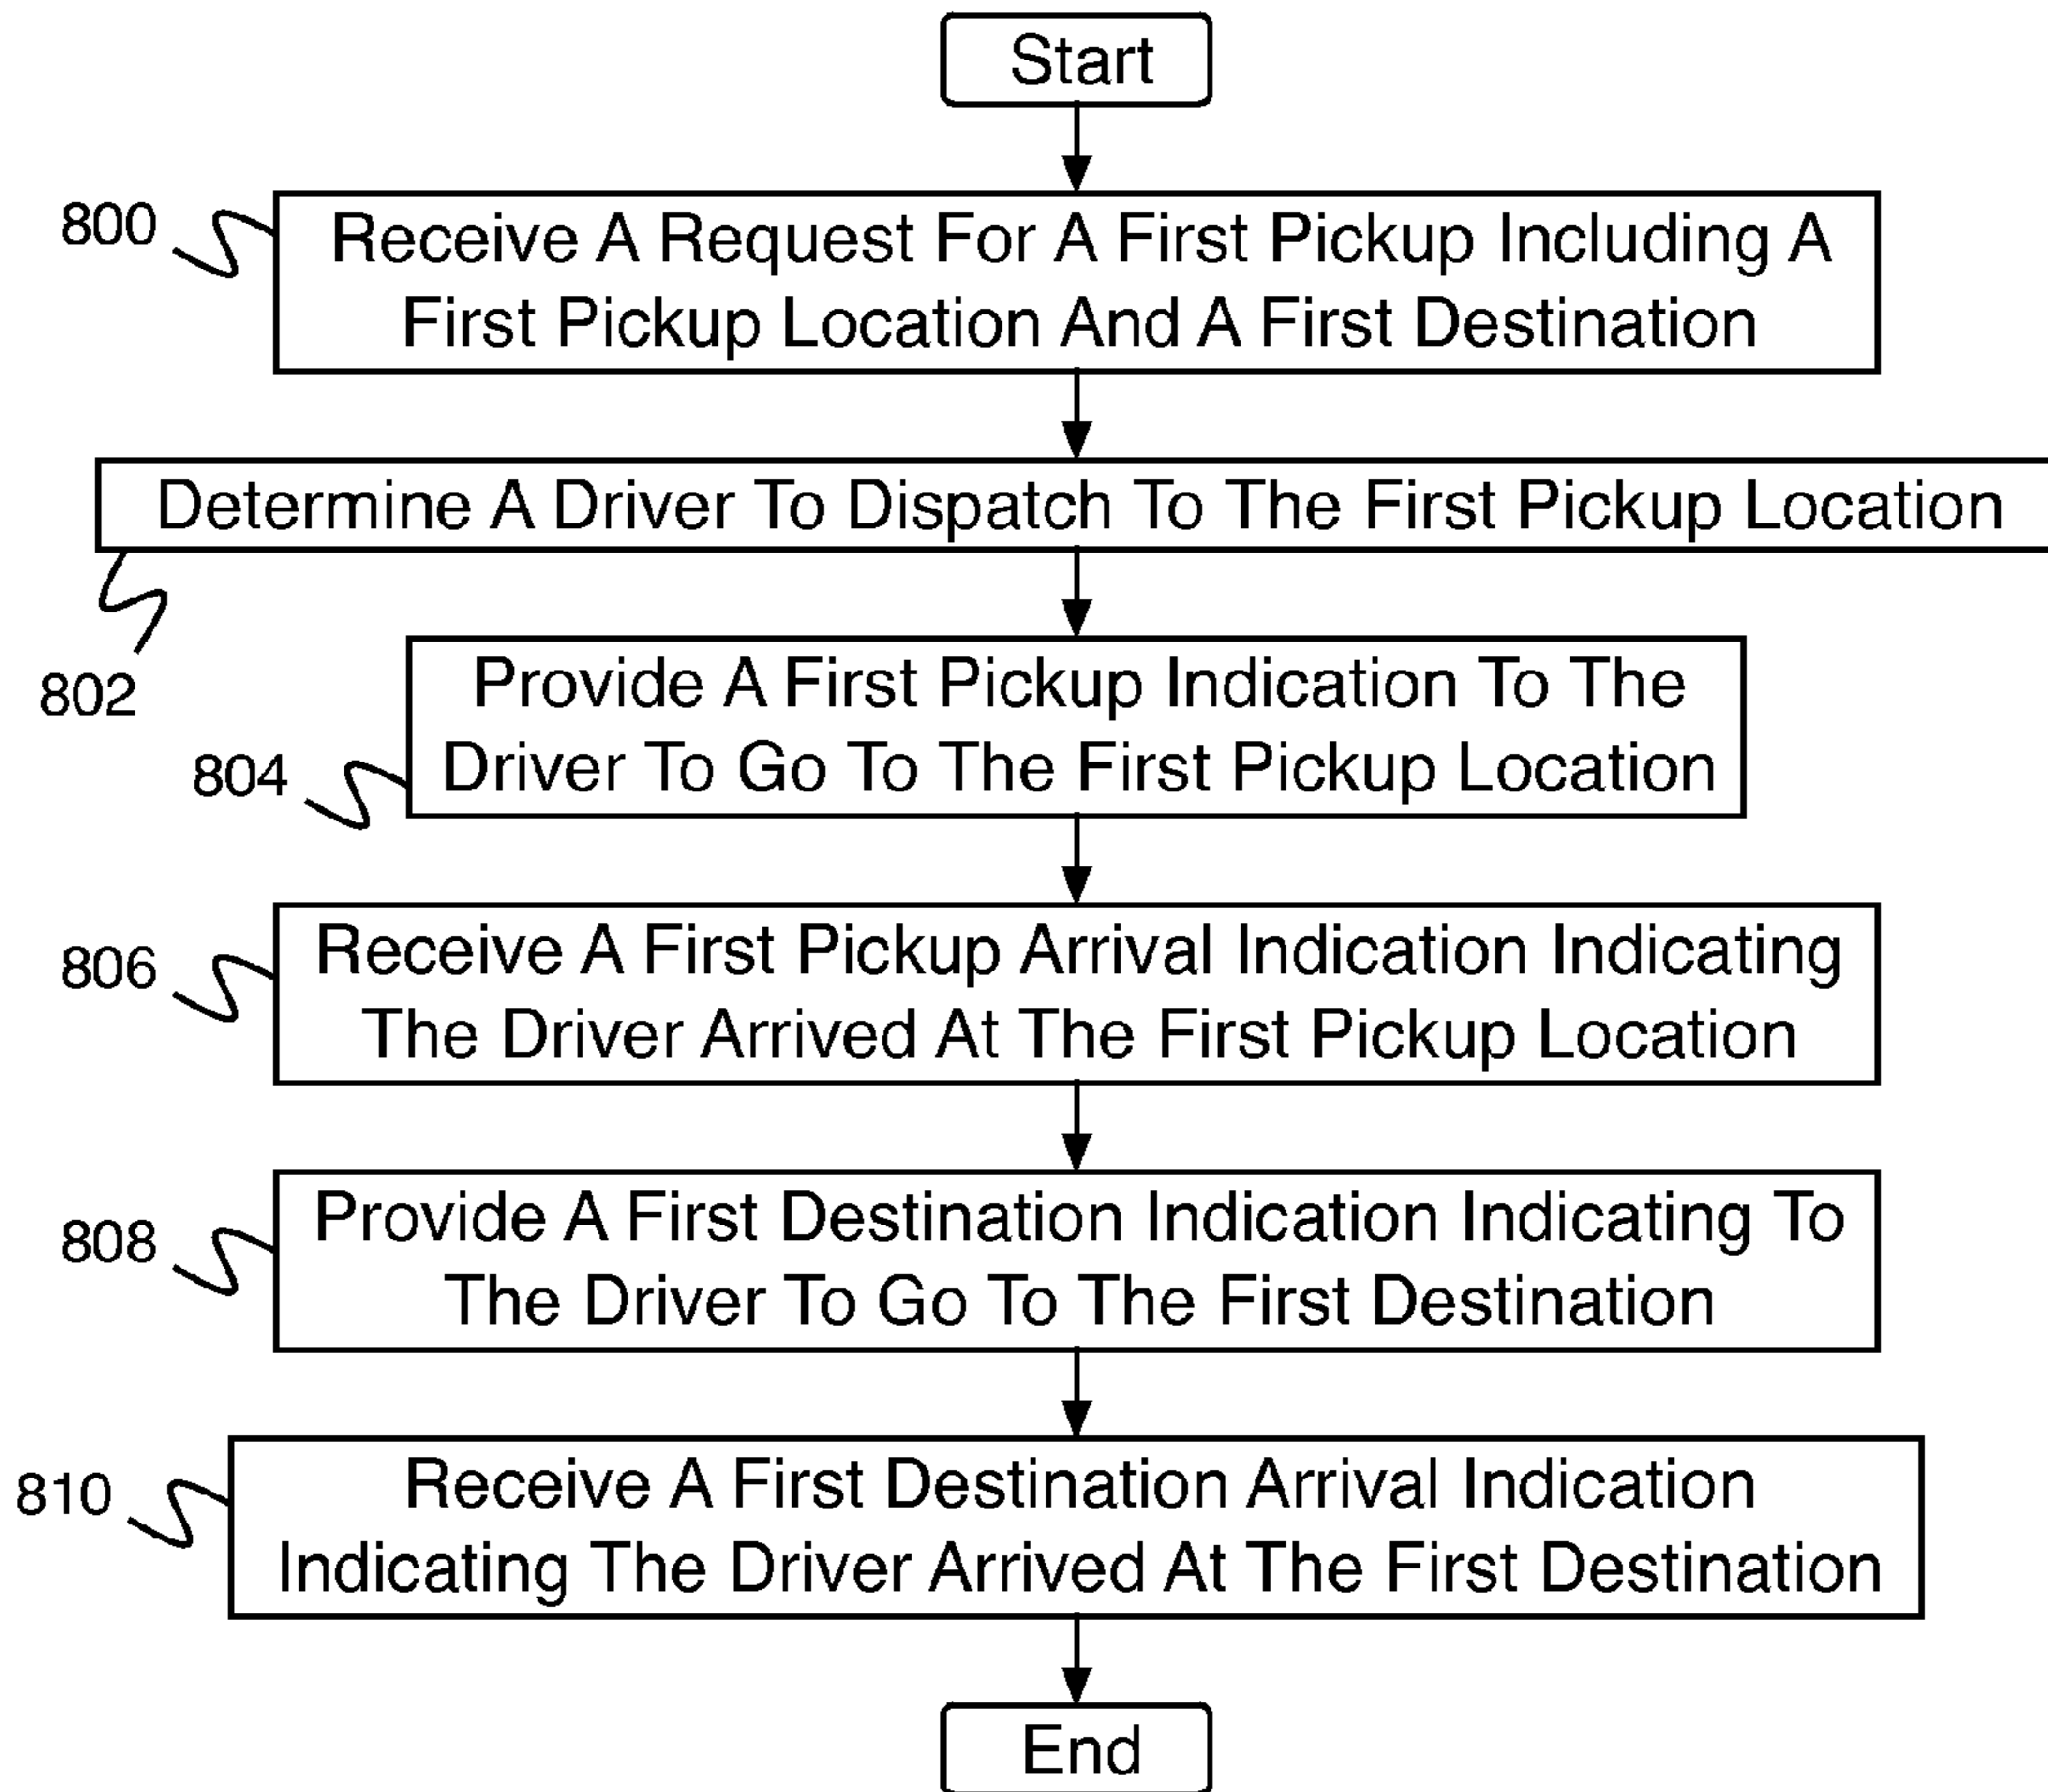 Start
800
Receive A Request For A First Pickup Including A
First Pickup Location And A First Destination
Determine A Driver To Dispatch To The First Pickup Location
802
Provide A First Pickup Indication To The
Driver To Go To The First Pickup Location
804
806
Receive A First Pickup Arrival Indication Indicating
The Driver Arrived At The First Pickup Location
808
Provide A First Destination Indication Indicating To
The Driver To Go To The First Destination
810
Receive A First Destination Arrival Indication
Indicating The Driver Arrived At The First Destination
End